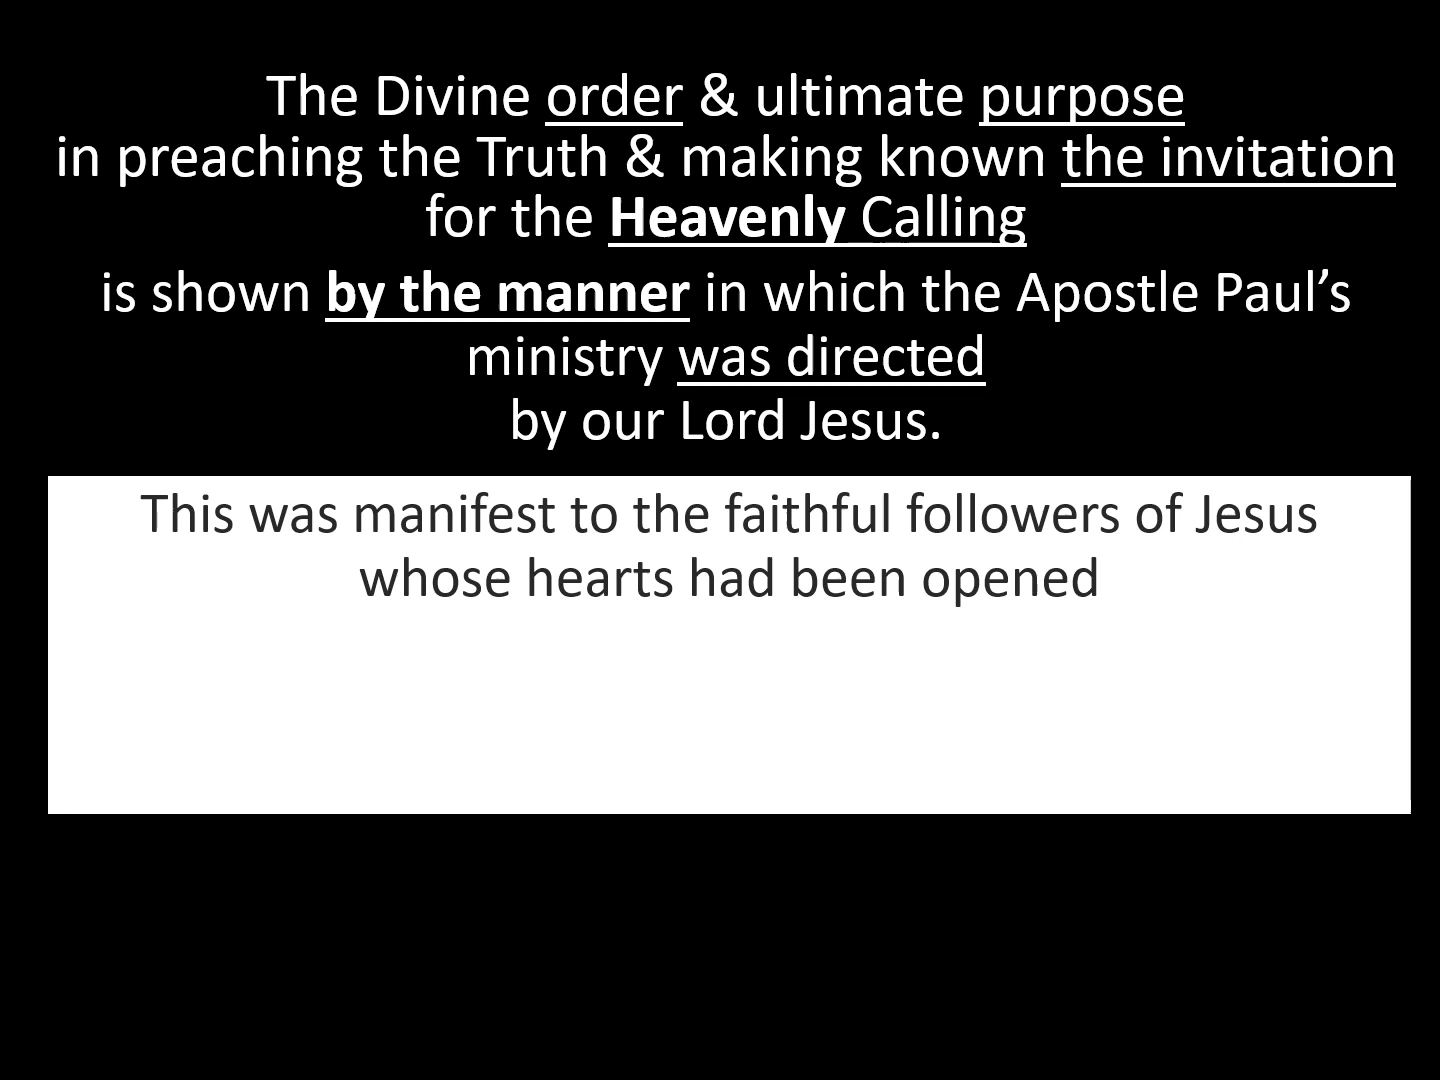 The Divine order & ultimate purpose
in preaching the Truth & making known the invitation
for the Heavenly Calling
is shown by the manner in which the Apostle Paul’s
ministry was directed
by our Lord Jesus.
This was manifest to the faithful followers of Jesus
whose hearts had been opened